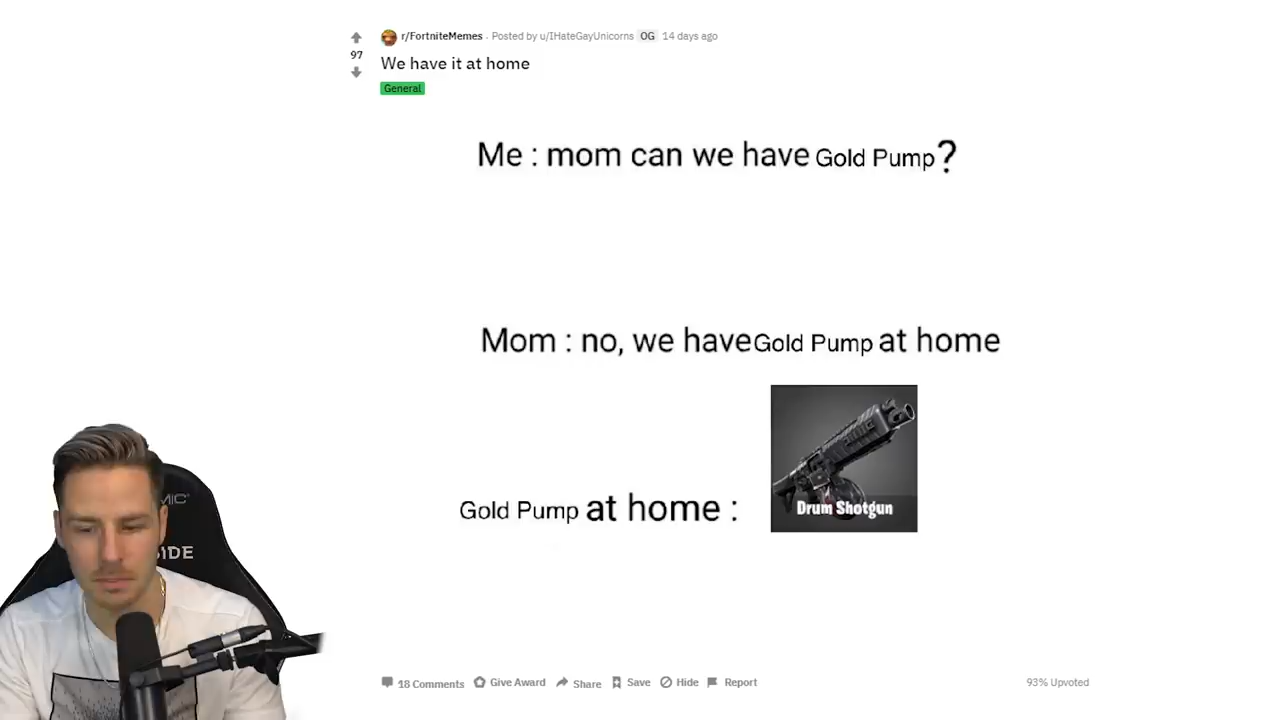 r/FortniteMemes · Posted by u/IHateGayUnicorns OG 14 days ago
97
We have it at home
General
Me : mom can we have Gold Pump?
Mom : no, we have Gold Pump at home
Gold Pump at home :
Drum Shotgun
MIC
IDE
18 Comments Give Award Share Save Hide Report 93% Upvoted